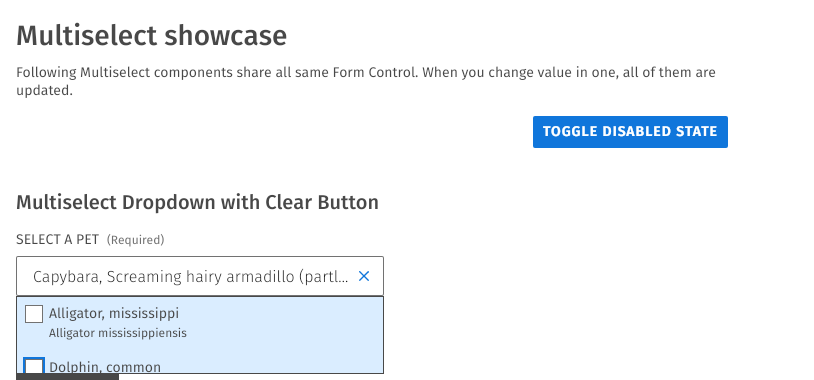 Multiselect showcase
Following Multiselect components share all same Form Control. When you change value in one, all of them are
updated.
TOGGLE DISABLED STATE
Multiselect Dropdown with Clear Button
SELECT A PET (Required)
Capybara, Screaming hairy armadillo (partl...
Alligator, mississippi
Alligator mississippiensis
Dolphin, common